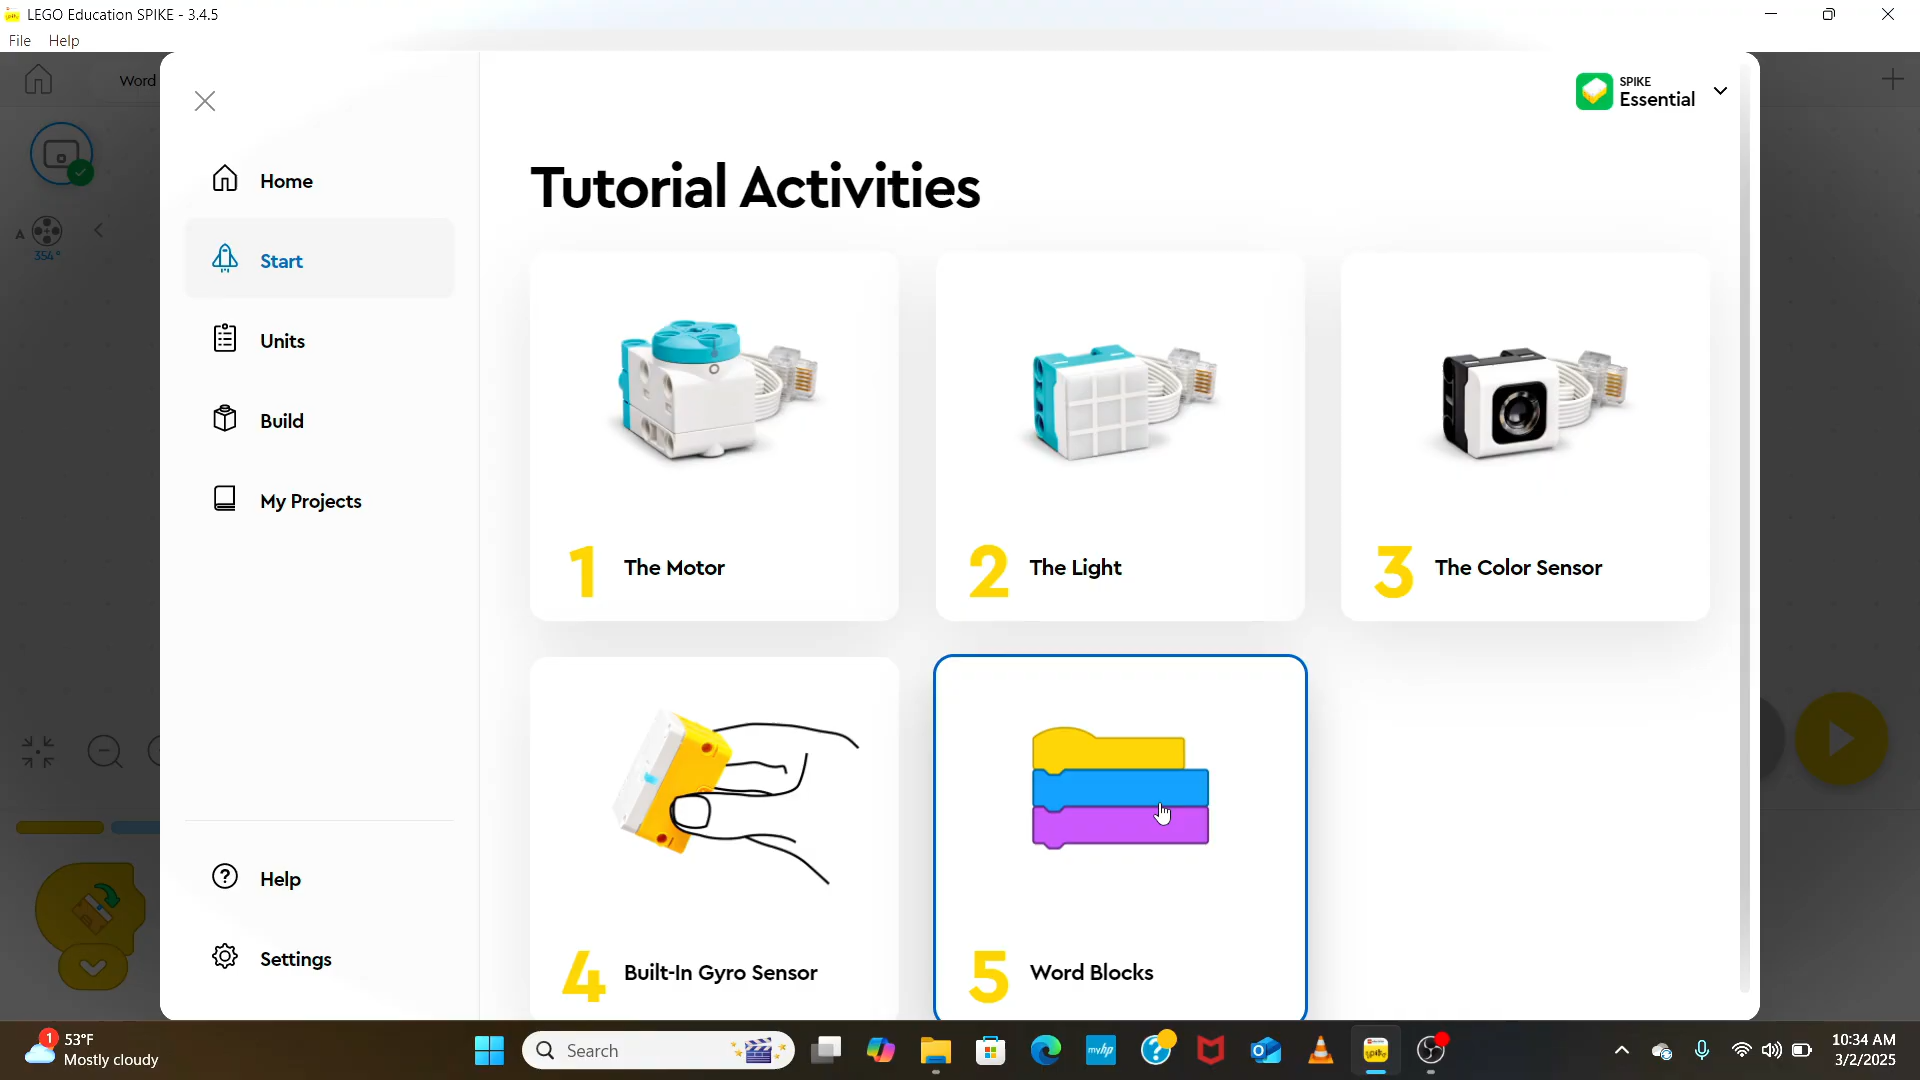 LEGO Education SPIKE - 3.4.5
File Help
Word
A
354°
Home
Start
Units
Build
My Projects
Help
Settings
SPIKE
Essential
Tutorial Activities
1 The Motor
2 The Light
3 The Color Sensor
4 Built-In Gyro Sensor
5 Word Blocks
1
53°F
Mostly cloudy
Search
myhp
10:34 AM
3/2/2025